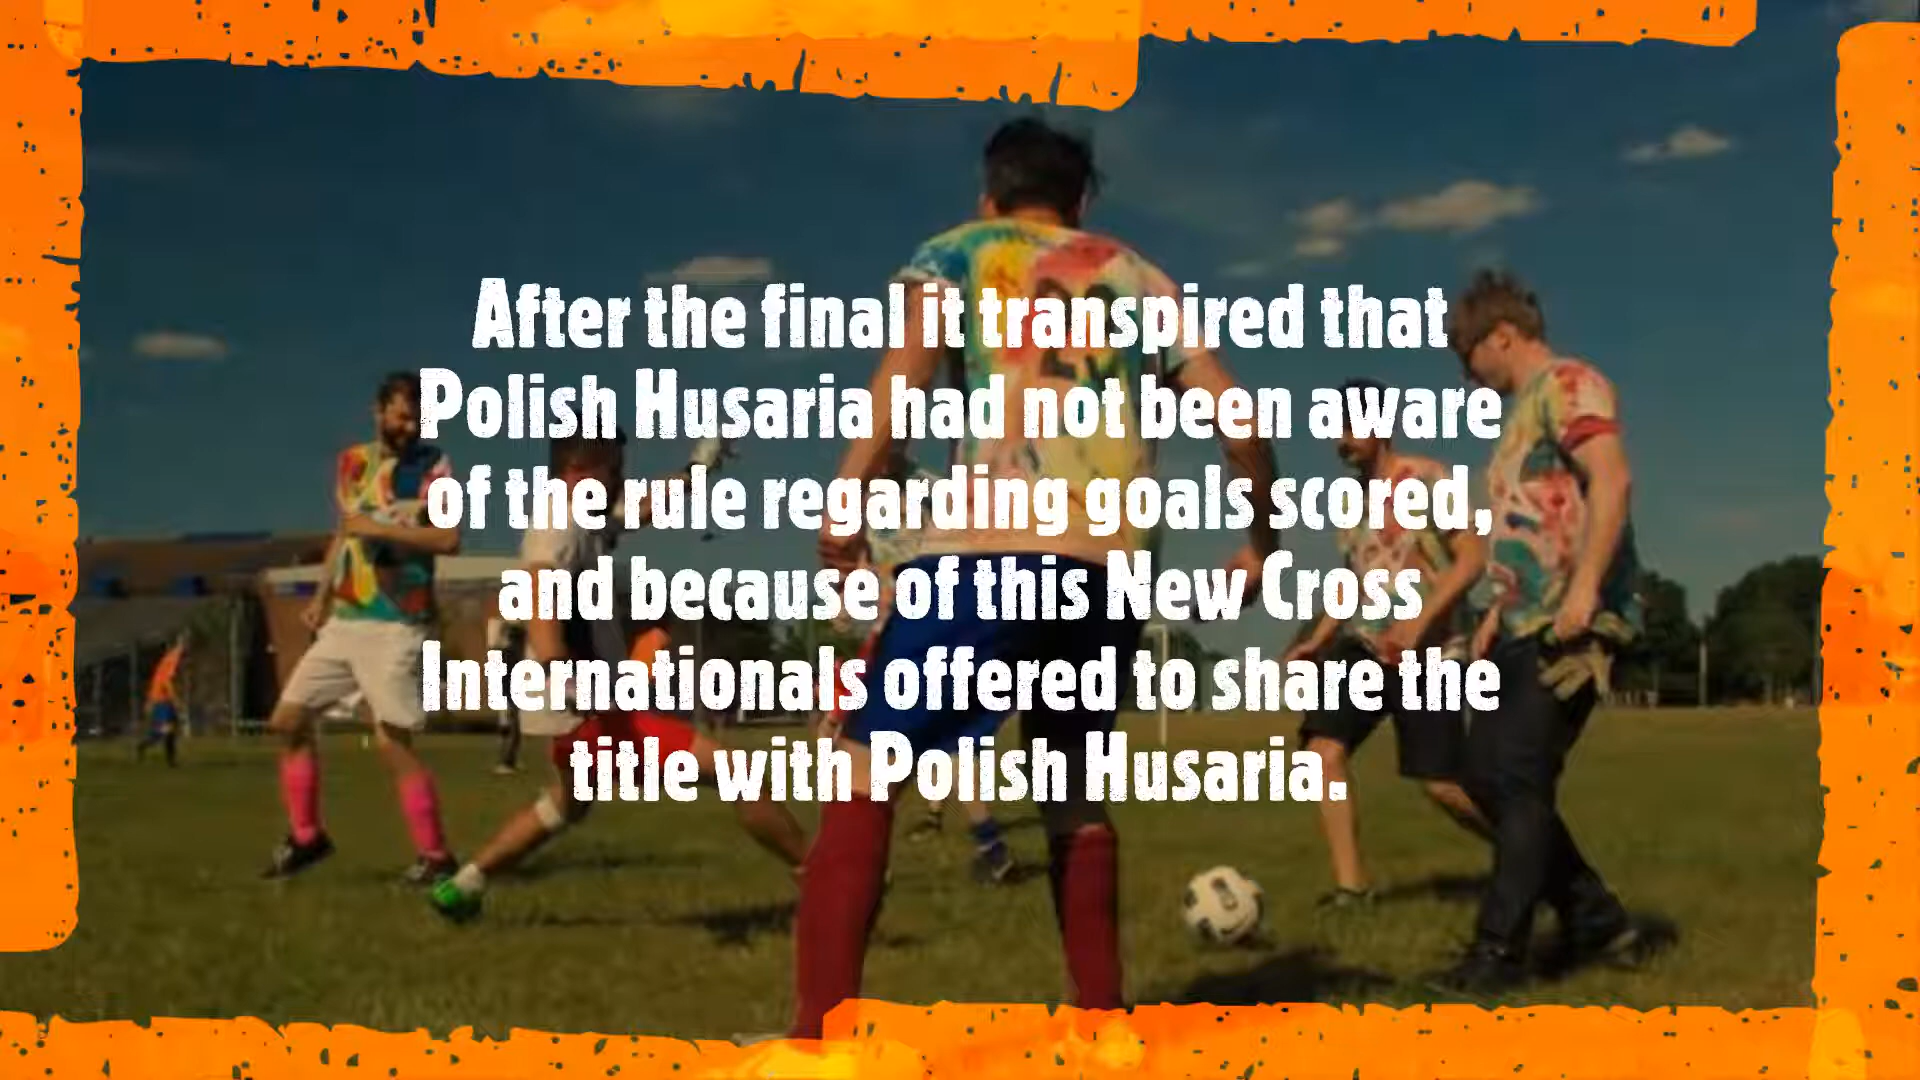 After the final it transpired that
Polish Husaria had not been aware
of the rule regarding goals scored,
and because of this New Cross
Internationals offered to share the
title with Polish Husaria.